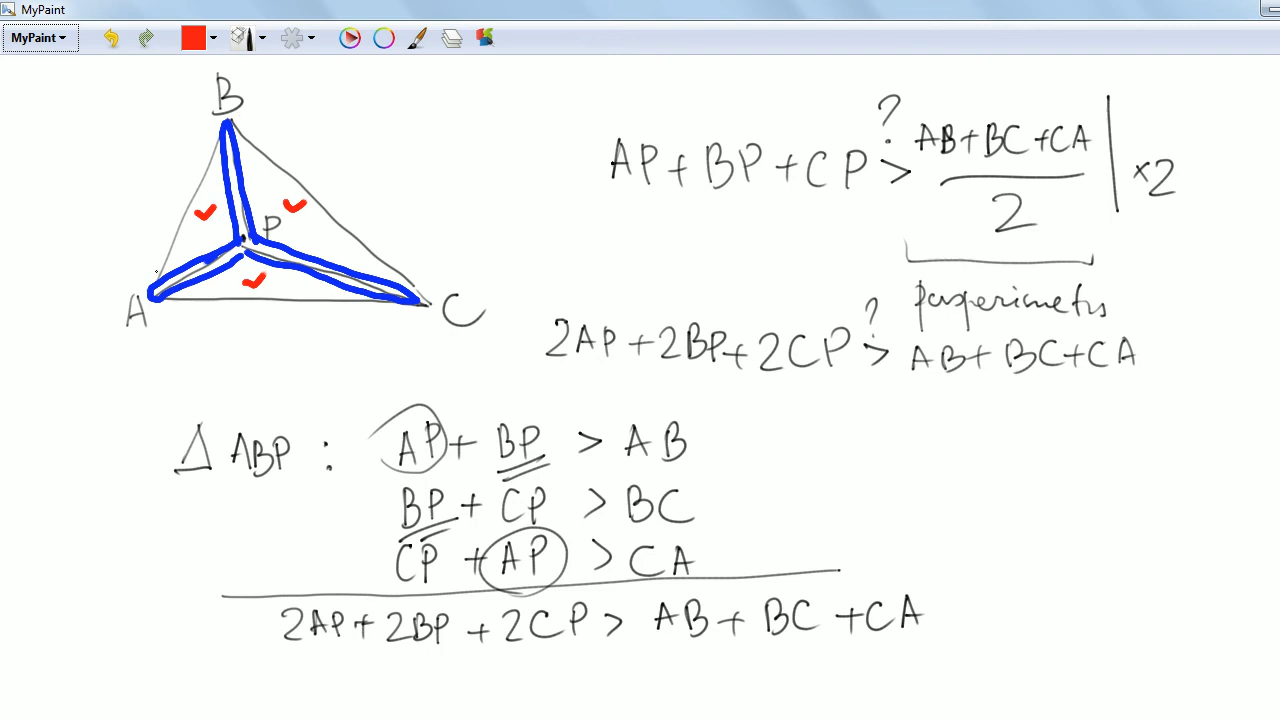 MyPaint
MyPaint
B
P
A
C
AP + BP + CP >? AB+BC+CA / 2 | ×2
pusperimetrs
2AP + 2BP + 2CP >? AB + BC + CA
Δ ABP : AP + BP > AB
BP + CP > BC
CP + AP > CA
2AP + 2BP + 2CP > AB + BC + CA